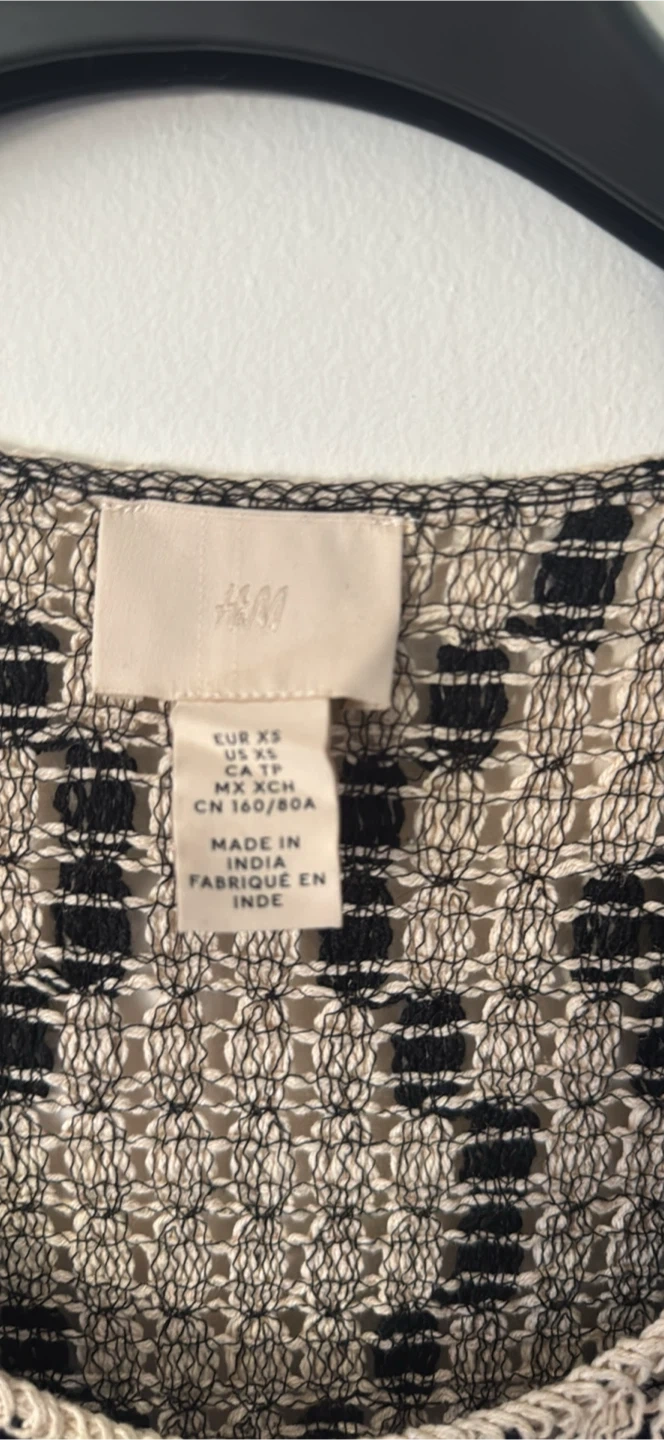 H&M
EUR XS
US XS
CA TP
MX XCH
CN 160/80A
MADE IN
INDIA
FABRIQUÉ EN
INDE